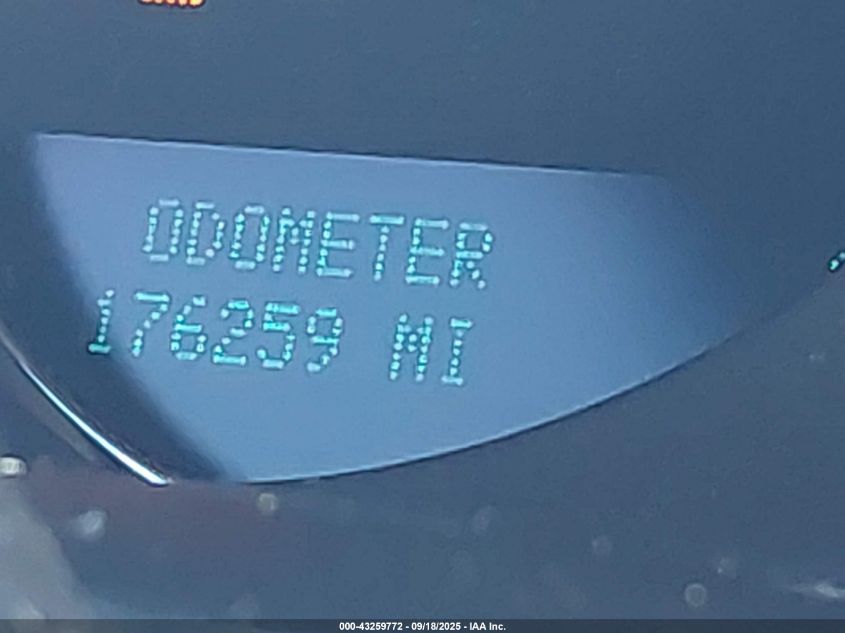 ODOMETER
176259 MI
000-43259772 - 09/18/2025 - IAA Inc.